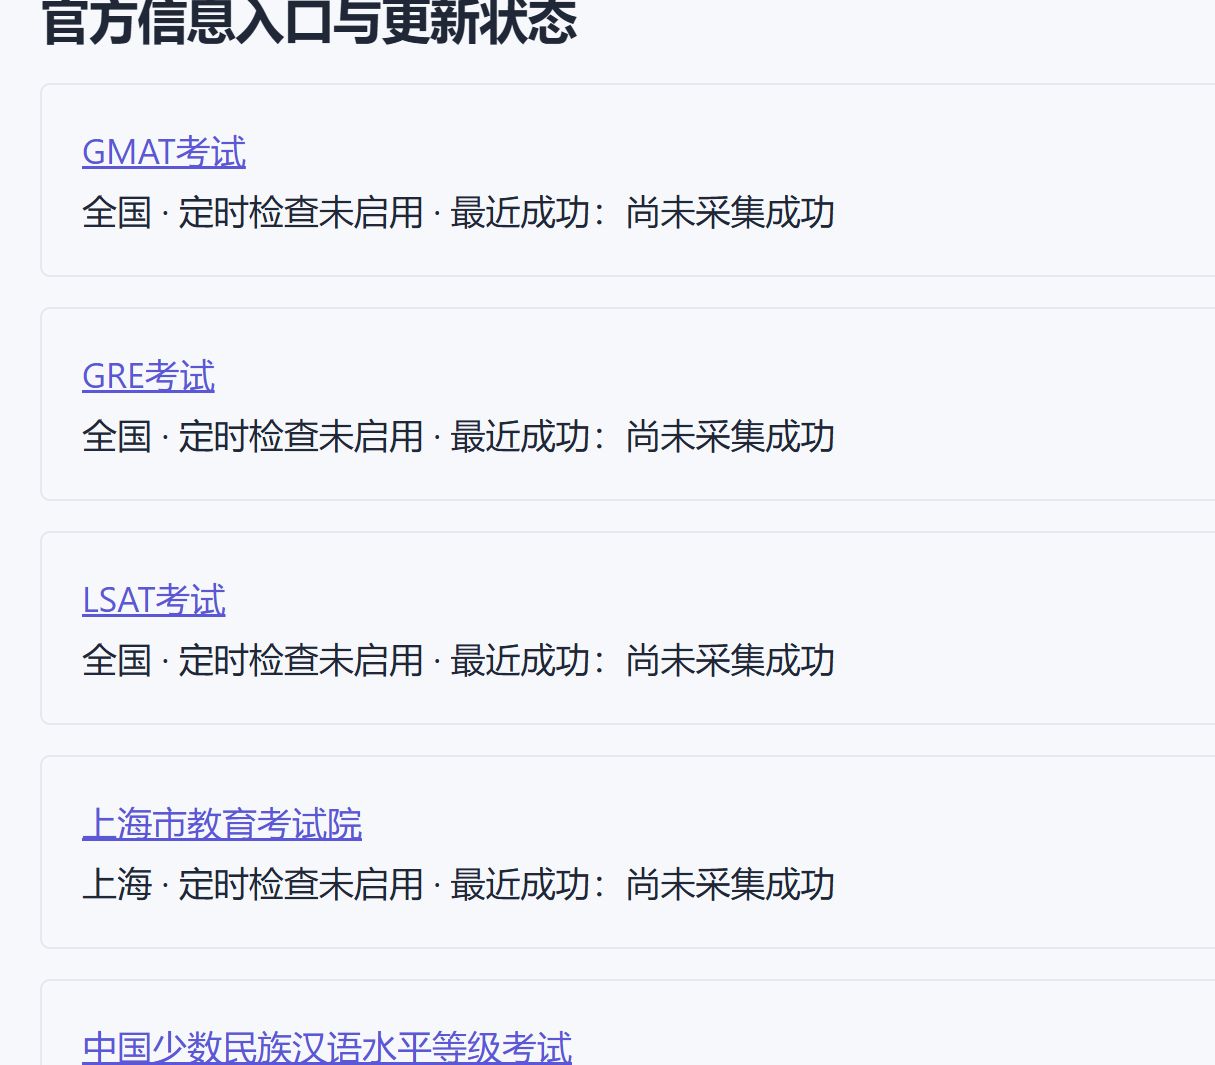 官方信息入口与更新状态
GMAT考试
全国 · 定时检查未启用 · 最近成功：尚未采集成功
GRE考试
全国 · 定时检查未启用 · 最近成功：尚未采集成功
LSAT考试
全国 · 定时检查未启用 · 最近成功：尚未采集成功
上海市教育考试院
上海 · 定时检查未启用 · 最近成功：尚未采集成功
中国少数民族汉语水平等级考试